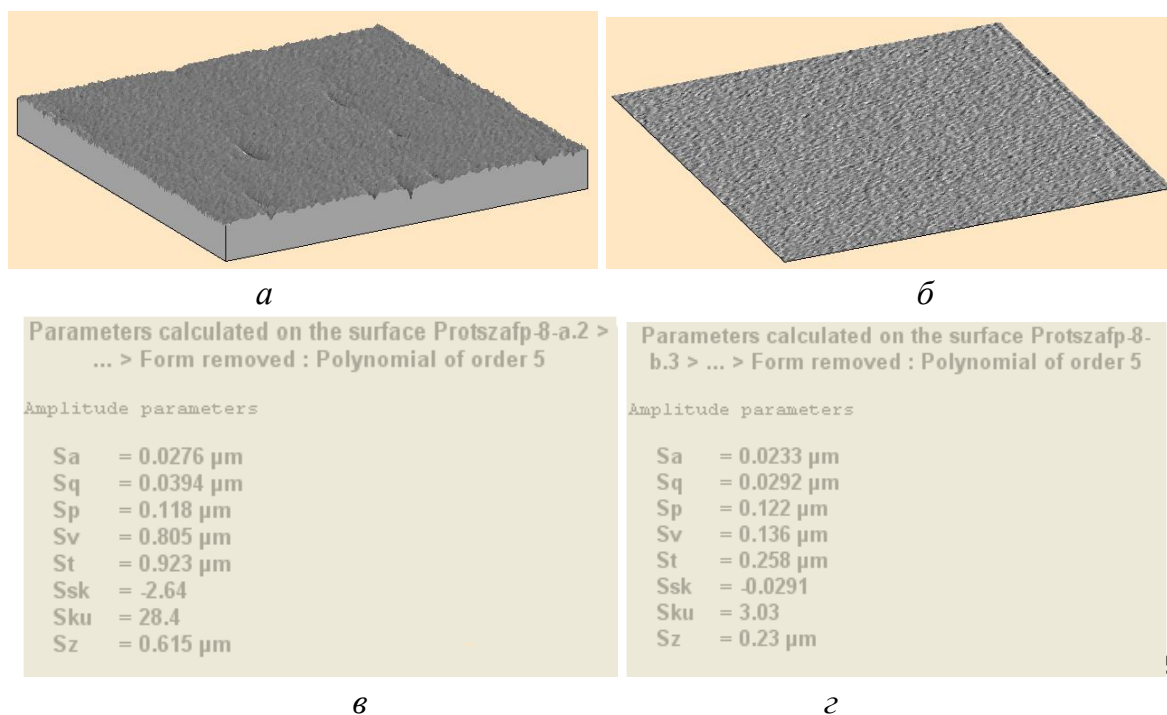 а
б
Parameters calculated on the surface Protszafp-8-a.2 >
... > Form removed : Polynomial of order 5
Amplitude parameters
Sa = 0.0276 µm
Sq = 0.0394 µm
Sp = 0.118 µm
Sv = 0.805 µm
St = 0.923 µm
Ssk = -2.64
Sku = 28.4
Sz = 0.615 µm
Parameters calculated on the surface Protszafp-8-
b.3 > ... > Form removed : Polynomial of order 5
Amplitude parameters
Sa = 0.0233 µm
Sq = 0.0292 µm
Sp = 0.122 µm
Sv = 0.136 µm
St = 0.258 µm
Ssk = -0.0291
Sku = 3.03
Sz = 0.23 µm
в
г